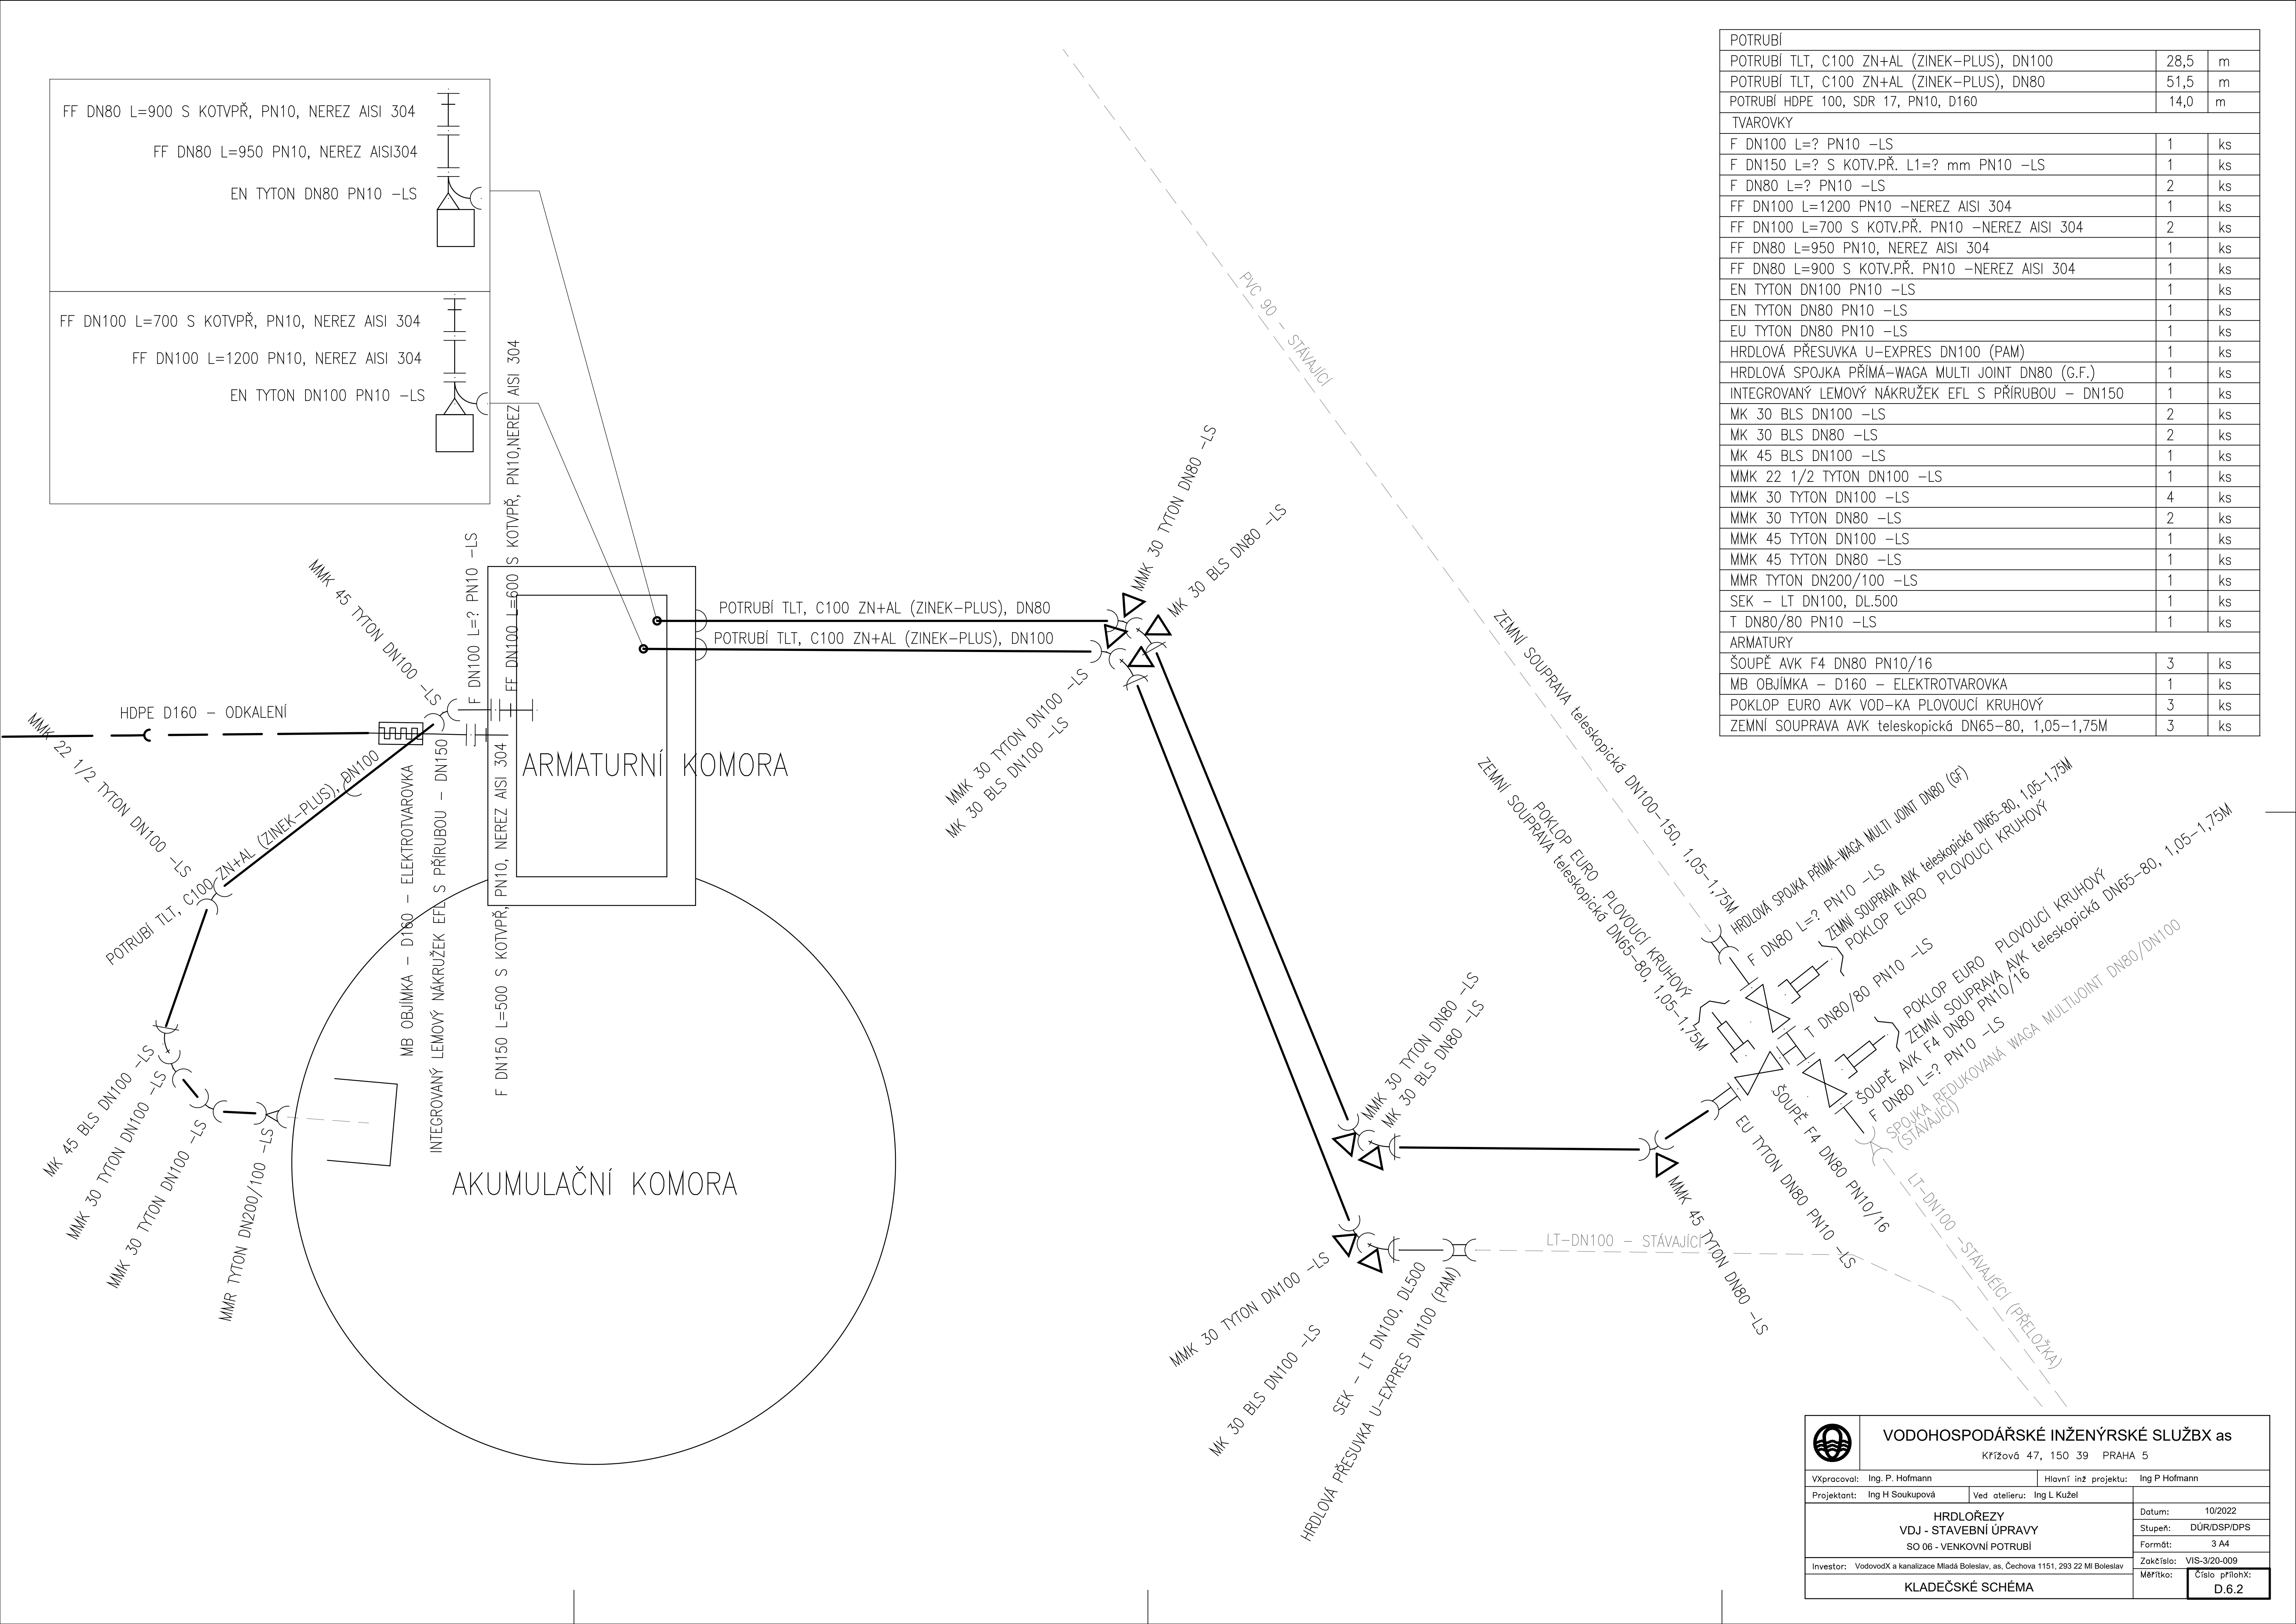 FF DN80 L=900 S KOTVPŘ, PN10, NEREZ AISI 304
FF DN80 L=950 PN10, NEREZ AISI304
EN TYTON DN80 PN10 -LS
FF DN100 L=700 S KOTVPŘ, PN10, NEREZ AISI 304
FF DN100 L=1200 PN10, NEREZ AISI 304
EN TYTON DN100 PN10 -LS
POTRUBÍ
POTRUBÍ TLT, C100 ZN+AL (ZINEK-PLUS), DN100 28,5 m
POTRUBÍ TLT, C100 ZN+AL (ZINEK-PLUS), DN80 51,5 m
POTRUBÍ HDPE 100, SDR 17, PN10, D160 14,0 m
TVAROVKY
F DN100 L=? PN10 -LS 1 ks
F DN150 L=? S KOTV.PŘ. L1=? mm PN10 -LS 1 ks
F DN80 L=? PN10 -LS 2 ks
FF DN100 L=1200 PN10 -NEREZ AISI 304 1 ks
FF DN100 L=700 S KOTV.PŘ. PN10 -NEREZ AISI 304 2 ks
FF DN80 L=950 PN10, NEREZ AISI 304 1 ks
FF DN80 L=900 S KOTV.PŘ. PN10 -NEREZ AISI 304 1 ks
EN TYTON DN100 PN10 -LS 1 ks
EN TYTON DN80 PN10 -LS 1 ks
EU TYTON DN80 PN10 -LS 1 ks
HRDLOVÁ PŘESUVKA U-EXPRES DN100 (PAM) 1 ks
HRDLOVÁ SPOJKA PŘÍMÁ-WAGA MULTI JOINT DN80 (G.F.) 1 ks
INTEGROVANÝ LEMOVÝ NÁKRUŽEK EFL S PŘÍRUBOU - DN150 1 ks
MK 30 BLS DN100 -LS 2 ks
MK 30 BLS DN80 -LS 2 ks
MK 45 BLS DN100 -LS 1 ks
MMK 22 1/2 TYTON DN100 -LS 1 ks
MMK 30 TYTON DN100 -LS 4 ks
MMK 30 TYTON DN80 -LS 2 ks
MMK 45 TYTON DN100 -LS 1 ks
MMK 45 TYTON DN80 -LS 1 ks
MMR TYTON DN200/100 -LS 1 ks
SEK - LT DN100, DL.500 1 ks
T DN80/80 PN10 -LS 1 ks
ARMATURY
ŠOUPĚ AVK F4 DN80 PN10/16 3 ks
MB OBJÍMKA - D160 - ELEKTROTVAROVKA 1 ks
POKLOP EURO AVK VOD-KA PLOVOUCÍ KRUHOVÝ 3 ks
ZEMNÍ SOUPRAVA AVK teleskopická DN65-80, 1,05-1,75M 3 ks
PVC 90 - STÁVAJÍCÍ
MMK 45 TYTON DN100 -LS
F DN100 L=? PN10 -LS
FF DN100 L=600 S KOTVPŘ, PN10,NEREZ AISI 304
POTRUBÍ TLT, C100 ZN+AL (ZINEK-PLUS), DN80
POTRUBÍ TLT, C100 ZN+AL (ZINEK-PLUS), DN100
MMK 30 TYTON DN80 -LS
MK 30 BLS DN80 -LS
MMK 30 TYTON DN100 -LS
MK 30 BLS DN100 -LS
HDPE D160 - ODKALENÍ
MMK 22 1/2 TYTON DN100 -LS
POTRUBÍ TLT, C100 ZN+AL (ZINEK-PLUS), DN100
ARMATURNÍ KOMORA
MB OBJÍMKA - D160 - ELEKTROTVAROVKA
INTEGROVANÝ LEMOVÝ NÁKRUŽEK EFL S PŘÍRUBOU - DN150
F DN150 L=500 S KOTVPŘ, PN10, NEREZ AISI 304
MK 45 BLS DN100 -LS
MMK 30 TYTON DN100 -LS
MMK 30 TYTON DN100 -LS
MMR TYTON DN200/100 -LS
AKUMULAČNÍ KOMORA
ZEMNÍ SOUPRAVA teleskopická DN100-150, 1,05-1,75M
POKLOP EURO PLOVOUCÍ KRUHOVÝ
ZEMNÍ SOUPRAVA teleskopická DN65-80, 1,05-1,75M
HRDLOVÁ SPOJKA PŘÍMÁ-WAGA MULTI JOINT DN80 (GF)
F DN80 L=? PN10 -LS
ZEMNÍ SOUPRAVA AVK teleskopická DN65-80, 1,05-1,75M
POKLOP EURO PLOVOUCÍ KRUHOVÝ
T DN80/80 PN10 -LS
POKLOP EURO PLOVOUCÍ KRUHOVÝ
ZEMNÍ SOUPRAVA AVK teleskopická DN65-80, 1,05-1,75M
ŠOUPĚ AVK F4 DN80 PN10/16
F DN80 L=? PN10 -LS
SPOJKA REDUKOVANÁ WAGA MULTIJOINT DN80/DN100
(STÁVAJÍCÍ)
MMK 30 TYTON DN80 -LS
MK 30 BLS DN80 -LS
ŠOUPĚ F4 DN80 PN10/16
EU TYTON DN80 PN10 -LS
MMK 45 TYTON DN80 -LS
LT-DN100 - STÁVAJÍCÍ
LT-DN100 -STÁVAJÉÍCÍ (PŘELOŽKA)
MMK 30 TYTON DN100 -LS
MK 30 BLS DN100 -LS
SEK - LT DN100, DL500
HRDLOVÁ PŘESUVKA U-EXPRES DN100 (PAM)
VODOHOSPODÁŘSKÉ INŽENÝRSKÉ SLUŽBX as
Křížová 47, 150 39 PRAHA 5
VXpracoval: Ing. P. Hofmann Hlavní inž projektu: Ing P Hofmann
Projektant: Ing H Soukupová Ved atelieru: Ing L Kužel
HRDLOŘEZY
VDJ - STAVEBNÍ ÚPRAVY
SO 06 - VENKOVNÍ POTRUBÍ
Datum: 10/2022
Stupeň: DÚR/DSP/DPS
Formát: 3 A4
Zakčíslo: VIS-3/20-009
Investor: VodovodX a kanalizace Mladá Boleslav, as, Čechova 1151, 293 22 Ml Boleslav
Měřítko: Číslo přílohX:
KLADEČSKÉ SCHÉMA
D.6.2